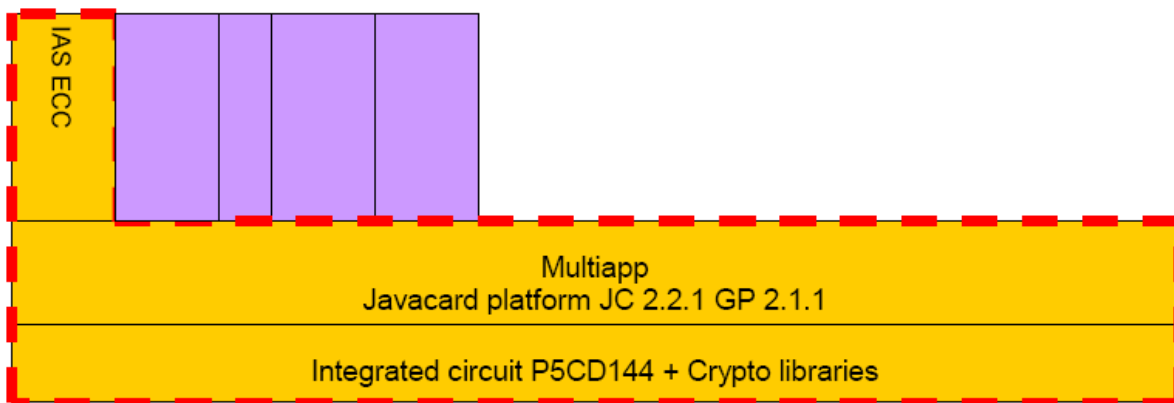 IAS ECC
Multiapp
Javacard platform JC 2.2.1 GP 2.1.1
Integrated circuit P5CD144 + Crypto libraries